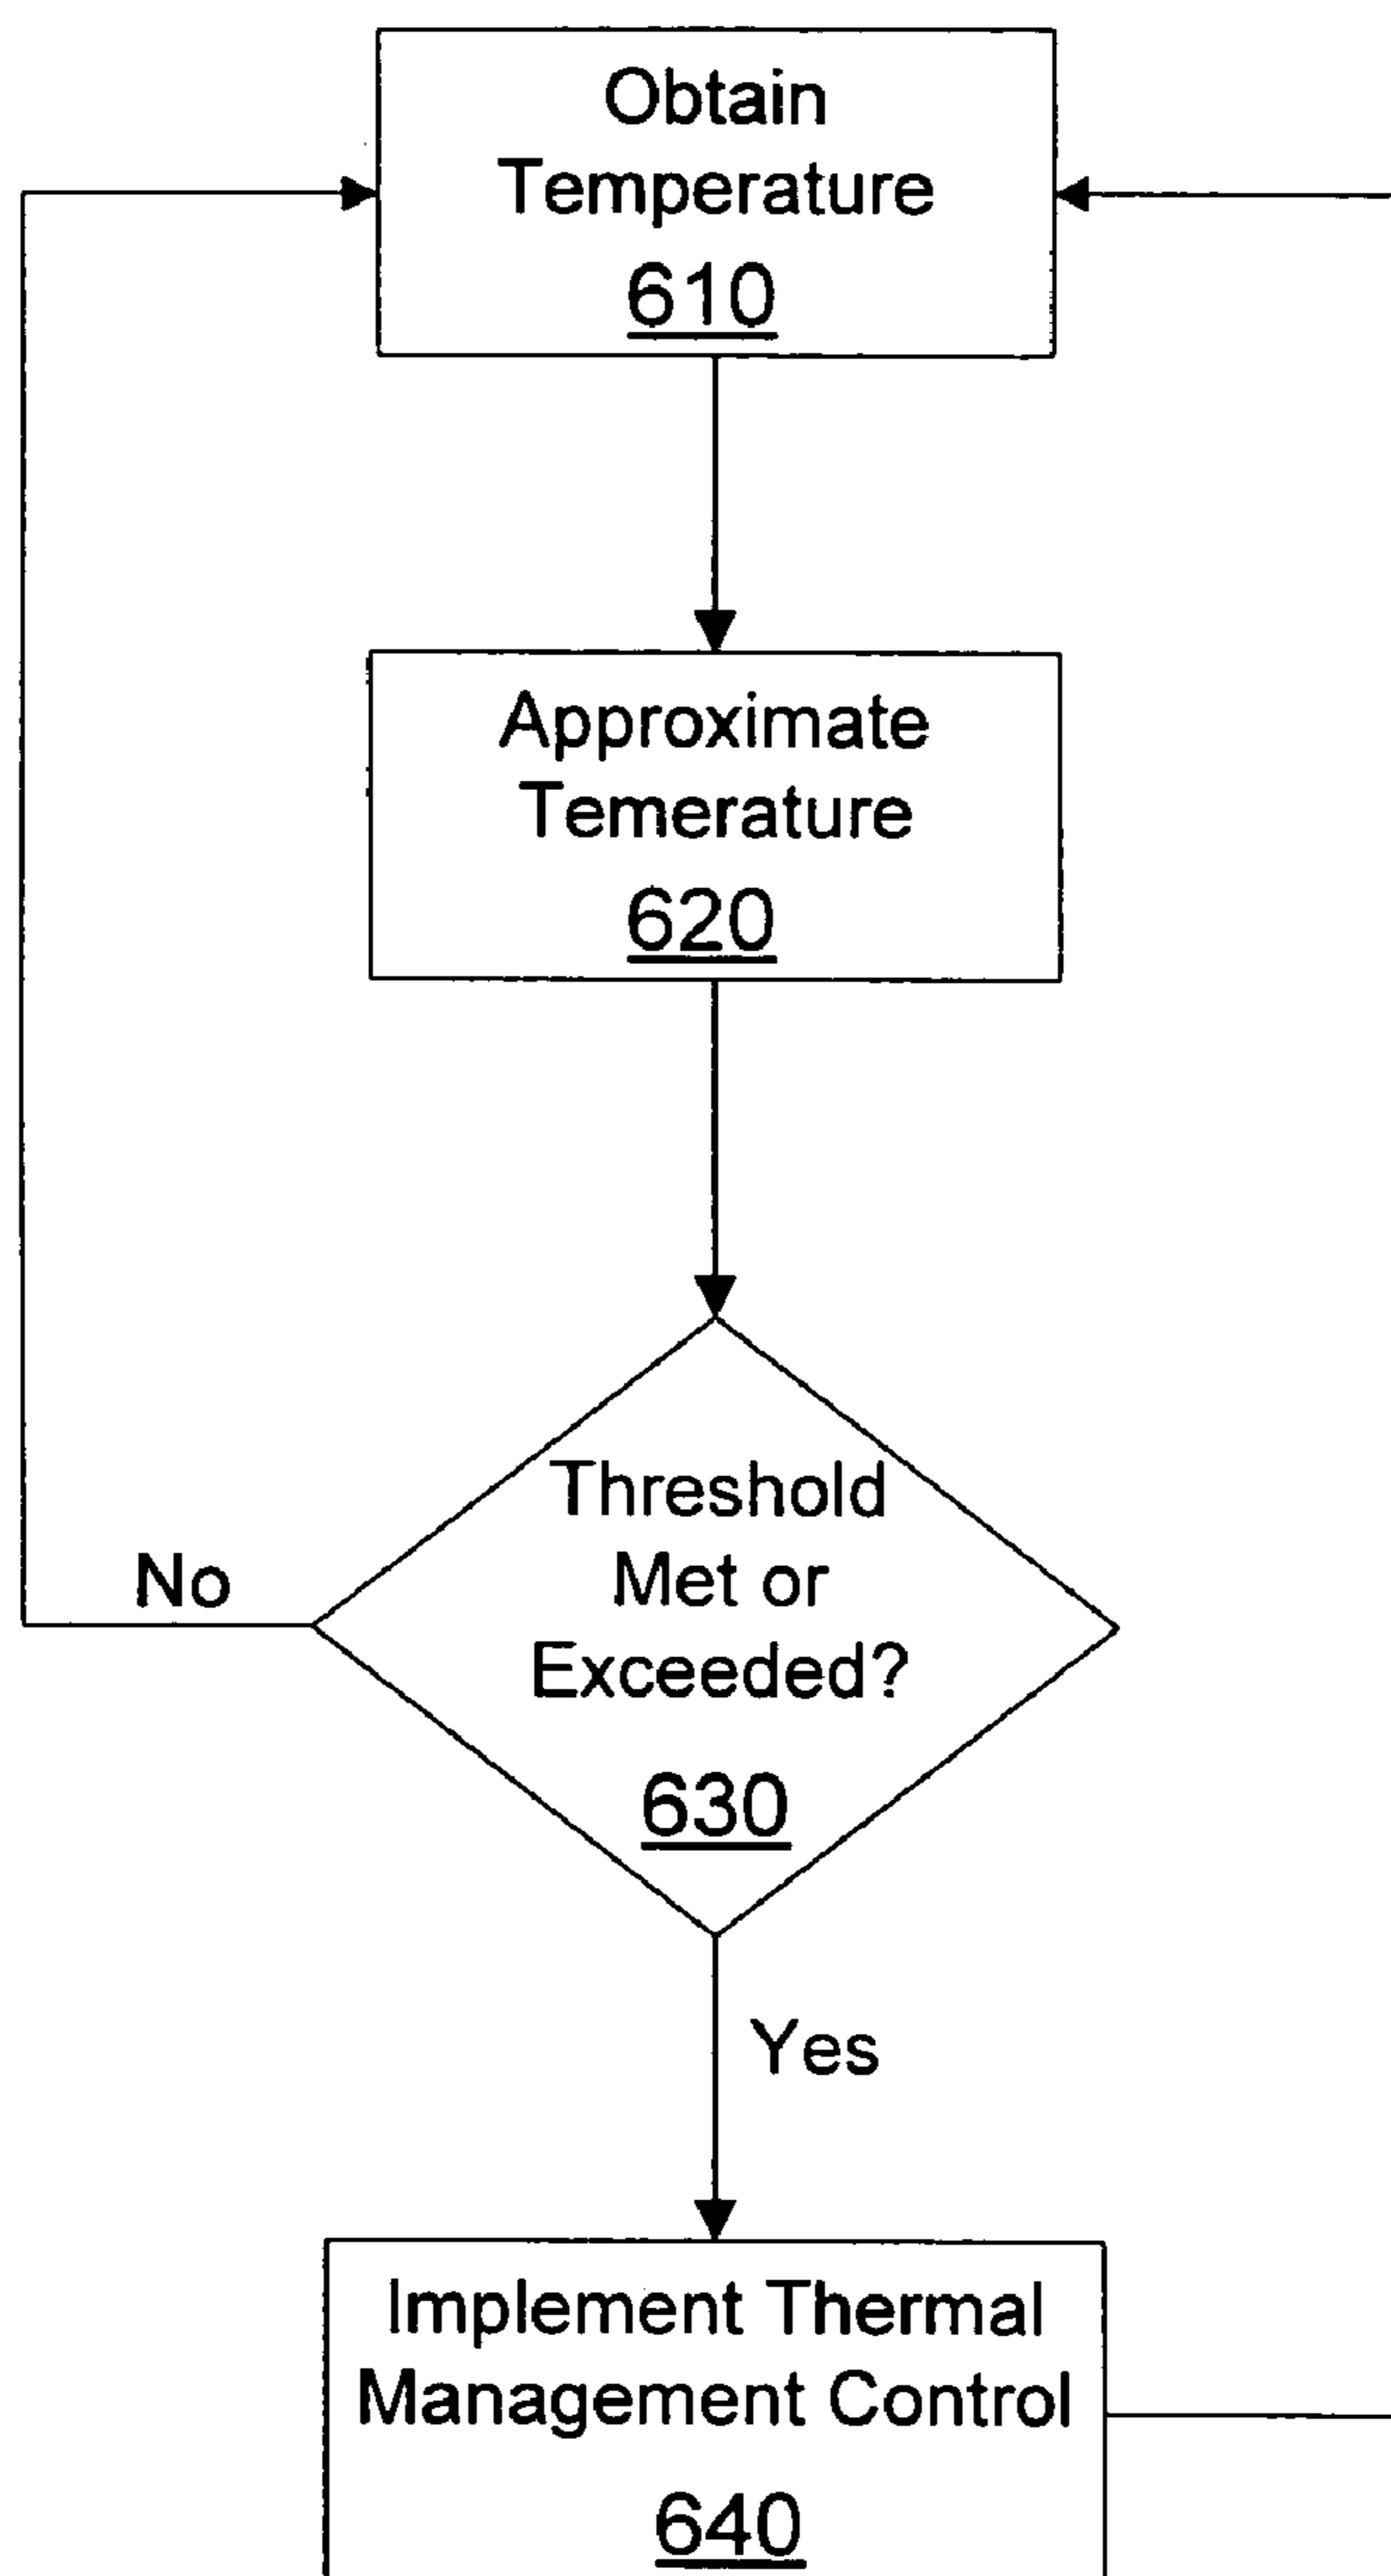 Obtain
Temperature
610
Approximate
Temerature
620
Threshold
Met or
Exceeded?
630
No
Yes
Implement Thermal
Management Control
640